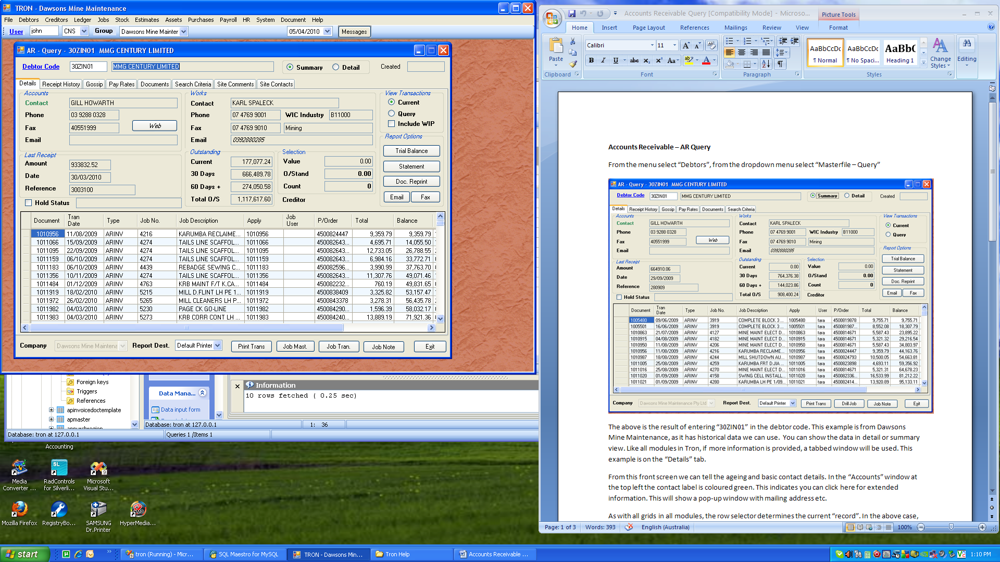 TRON - Dawsons Mine Maintenance
File Debtors Creditors Ledger Jobs Stock Estimates Assets Purchases Payroll HR System Document Help
User john CNS Group Dawsons Mine Mainter 05/04/2010 Messages
AR - Query - 30ZIN01 MMG CENTURY LIMITED
Debtor Code 30ZIN01 MMG CENTURY LIMITED Summary Detail Created
Details Receipt History Gossip Pay Rates Documents Search Criteria Site Comments Site Contacts
Accounts
Contact GILL HOWARTH
Phone 03 9288 0328
Fax 40551999 Web
Email
Works
Contact KARL SPALECK
Phone 07 4769 9001 WIC Industry B11000
Fax 07 4769 9010 Mining
Email 0392880285
View Transactions
Current
Query
Include WIP
Last Receipt
Amount 933832.52
Date 30/03/2010
Reference 3003100
Hold Status
Outstanding
Current 177,077.24
30 Days 666,489.78
60 Days + 274,050.58
Total O/S 1,117,617.60
Selection
Value 0.00
O/Stand 0.00
Count 0
Creditor
Report Options
Trial Balance
Statement
Doc. Reprint
Email Fax
Document Tran Date Type Job No. Job Description Apply Job User P/Order Total Balance
1010956 11/08/2009 ARINV 4216 KARUMBA RECLAIME... 1010956 4500824447 9,359.79 9,359.79
1011066 15/09/2009 ARINV 4274 TAILS LINE SCAFFOL... 1011066 450082643... 4,695.71 14,055.50
1011095 22/09/2009 ARINV 4274 TAILS LINE SCAFFOL... 1011095 450082643... 12,733.05 26,788.55
1011159 06/10/2009 ARINV 4274 TAILS LINE SCAFFOL... 1011159 450082643... 6,984.16 33,772.71
1011183 06/10/2009 ARINV 4439 REBADGE SEWING C... 1011183 450082596... 3,990.99 37,763.70
1011356 10/11/2009 ARINV 4274 TAILS LINE SCAFFOL... 1011356 450082643... 11,307.76 49,071.46
1011484 01/12/2009 ARINV 4763 KRB MAINT F/T K.CA... 1011484 450082232... 760.19 49,831.65
1011919 18/02/2010 ARINV 5215 MILL D.FLINT LH PE 1... 1011919 4500838409 3,325.82 53,157.47
1011972 26/02/2010 ARINV 5265 MILL CLEANERS LH P... 1011972 4500843378 3,278.31 56,435.78
1011982 04/03/2010 ARINV 5230 PAGE CK GO-LINE 1011982 450084290... 1,596.39 58,032.17
1011983 04/03/2010 ARINV 5273 KRB CORR CONT LH ... 1011983 450084240... 13,889.19 71,921.36
Company Dawsons Mine Maintena Report Dest. Default Printer Print Trans Job Mast. Job Tran. Job Note Exit
Foreign keys
Triggers
References
apinvoicedoctemplate
apmaster
Data Mana...
Data input form
Information
10 rows fetched ( 0.25 sec)
Database: tron at 127.0.0.1 1: 36
Database: tron at 127.0.0.1 Queries 1 /Items 1
Accounting
Media Converter ...
RadControls for Silverli...
Microsoft Visual Stu...
Mozilla Firefox
RegistryBo...
SAMSUNG Dr.Printer
HyperMedia...
Accounts Receivable Query [Compatibility Mode] - Microso... Picture Tools
Home Insert Page Layout References Mailings Review View Format
Paste
Calibri 11
AaBbCcDc AaBbCcDc AaBbC
¶ Normal ¶ No Spaci... Heading 1 Change Styles Editing
Clipboard Font Paragraph Styles
Accounts Receivable – AR Query
From the menu select “Debtors”, from the dropdown menu select “Masterfile – Query”
AR - Query - 30ZIN01 MMG CENTURY LIMITED
Debtor Code 30ZIN01 MMG CENTURY LIMITED Summary Detail Created
Details Receipt History Gossip Pay Rates Documents Search Criteria
Accounts
Contact GILL HOWARTH
Phone 03 9288 0328
Fax 40551999 Web
Email
Works
Contact KARL SPALECK
Phone 07 4769 9001 WIC Industry B11000
Fax 07 4769 9010 Mining
Email 0392880285
View Transactions
Current
Query
Last Receipt
Amount 664910.06
Date 29/09/2009
Reference 280909
Hold Status
Outstanding
Current 0.00
30 Days 764,376.38
60 Days + 144,023.86
Total O/S 908,400.24
Selection
Value 0.00
O/Stand 0.00
Count 0
Creditor
Report Options
Trial Balance
Statement
Doc. Reprint
Email Fax
Document Tran Date Type Job No. Job Description Apply User P/Order Total Balance
1005480 09/06/2009 ARINV 3919 COMPLETE BLOCK 3 ... 1005480 tara 4500819878 9,755.71 9,755.71
1005501 16/06/2009 ARINV 3919 COMPLETE BLOCK 3 ... 1005501 tara 450081987... 8,552.08 18,307.79
1010863 21/07/2009 ARINV 4127 MINE MAINT ELECT D... 1010863 tara 4500814671 5,587.43 23,895.22
1010915 04/08/2009 ARINV 4182 MINE MAINT ELECT D... 1010915 tara 4500814671 5,321.32 29,216.54
1010950 11/08/2009 ARINV 4206 MINE MAINT ELECT D... 1010950 tara 4500814671 5,587.43 34,803.97
1010956 11/08/2009 ARINV 4216 KARUMBA RECLAIME... 1010956 tara 4500824447 9,359.79 44,163.76
1010987 18/08/2009 ARINV 4244 MILL SHUTDOWN AU... 1010987 tara 4500824793 10,500.05 54,663.81
1011005 25/08/2009 ARINV 4259 KARUMBA FRT D.JIA ... 1011005 tara 4500823898 4,693.11 59,356.92
1011016 25/08/2009 ARINV 4270 MINE MAINT ELECT D... 1011016 tara 4500814671 5,321.31 64,678.23
1011020 01/09/2009 ARINV 4158 SWING CELL INSTALL... 1011020 tara 450082336... 16,533.99 81,212.22
1011021 01/09/2009 ARINV 4280 KARUMBA LH PE 1/09... 1011021 tara 450082414... 13,920.89 95,133.11
Company Dawsons Mine Maintenance Pty Ltd Report Dest. Default Printer Print Trans Drill Job Job Note Exit
The above is the result of entering “30ZIN01” in the debtor code. This example is from Dawsons
Mine Maintenance, as it has historical data we can use. You can show the data in detail or summary
view. Like all modules in Tron, if more information is provided, a tabbed window will be used. This
example is on the “Details” tab.
From this front screen we can tell the ageing and basic contact details. In the “Accounts” window at
the top left the contact label is coloured green. This indicates you can click here for extended
information. This will show a pop-up window with mailing address etc.
As with all grids in all modules, the row selector determines the current “record”. In the above case,
Page: 1 of 3 Words: 393 English (Australia) 100%
start tron (Running) - Micr... SQL Maestro for MySQL TRON - Dawsons Min... Tron Help Accounts Receivable ... 1:10 PM